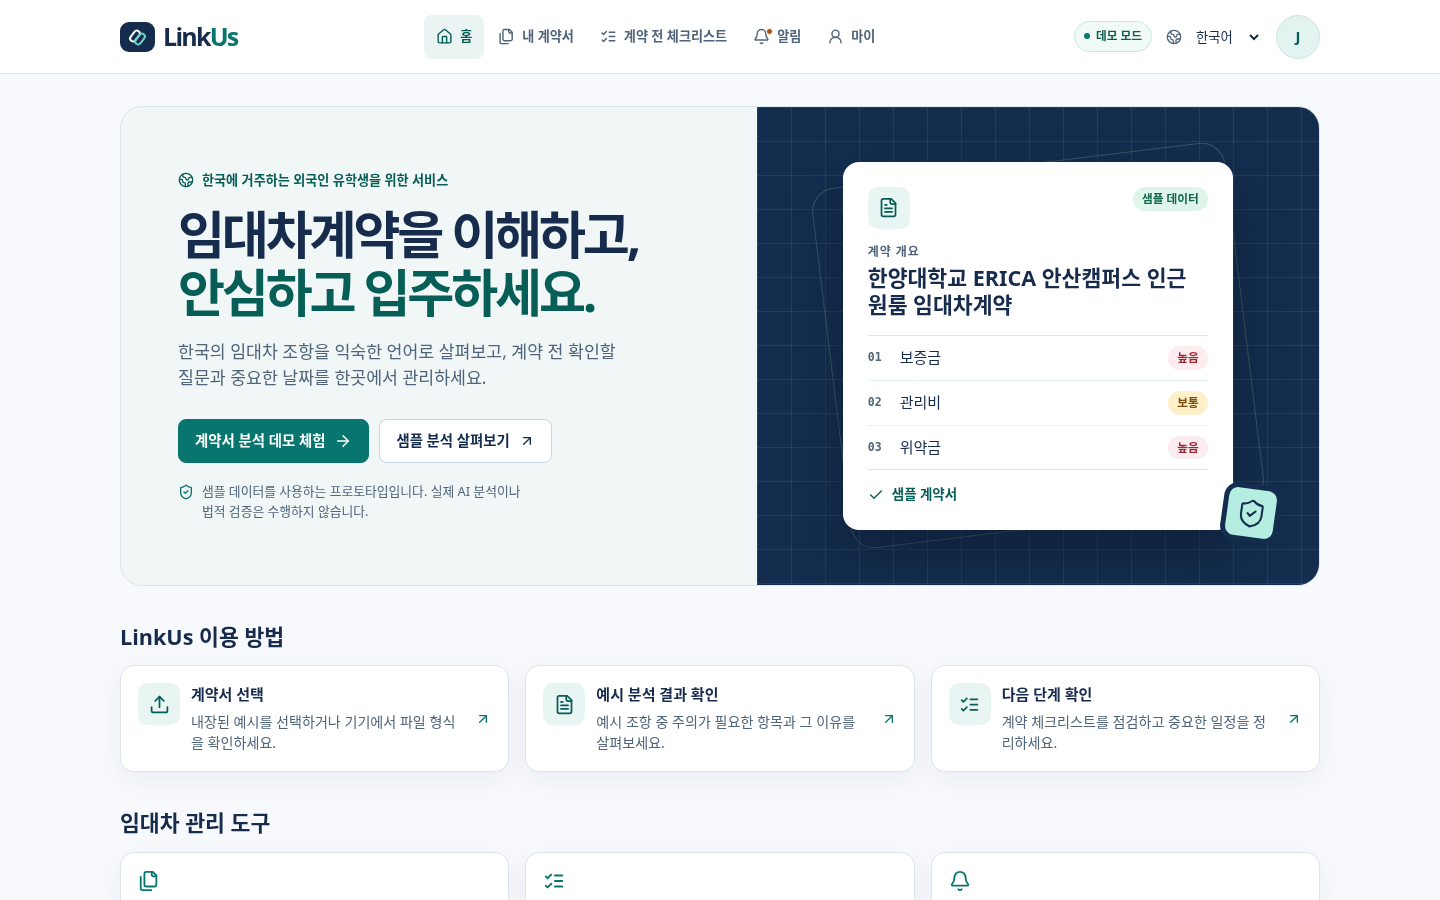 LinkUs
홈
내 계약서
계약 전 체크리스트
알림
마이
데모 모드
한국어
J
한국에 거주하는 외국인 유학생을 위한 서비스
임대차계약을 이해하고,
안심하고 입주하세요.
한국의 임대차 조항을 익숙한 언어로 살펴보고, 계약 전 확인할
질문과 중요한 날짜를 한곳에서 관리하세요.
계약서 분석 데모 체험
샘플 분석 살펴보기
샘플 데이터를 사용하는 프로토타입입니다. 실제 AI 분석이나
법적 검증은 수행하지 않습니다.
샘플 데이터
계약 개요
한양대학교 ERICA 안산캠퍼스 인근
원룸 임대차계약
01 보증금 높음
02 관리비 보통
03 위약금 높음
샘플 계약서
LinkUs 이용 방법
계약서 선택
내장된 예시를 선택하거나 기기에서 파일 형식
을 확인하세요.
예시 분석 결과 확인
예시 조항 중 주의가 필요한 항목과 그 이유를
살펴보세요.
다음 단계 확인
계약 체크리스트를 점검하고 중요한 일정을 정
리하세요.
임대차 관리 도구